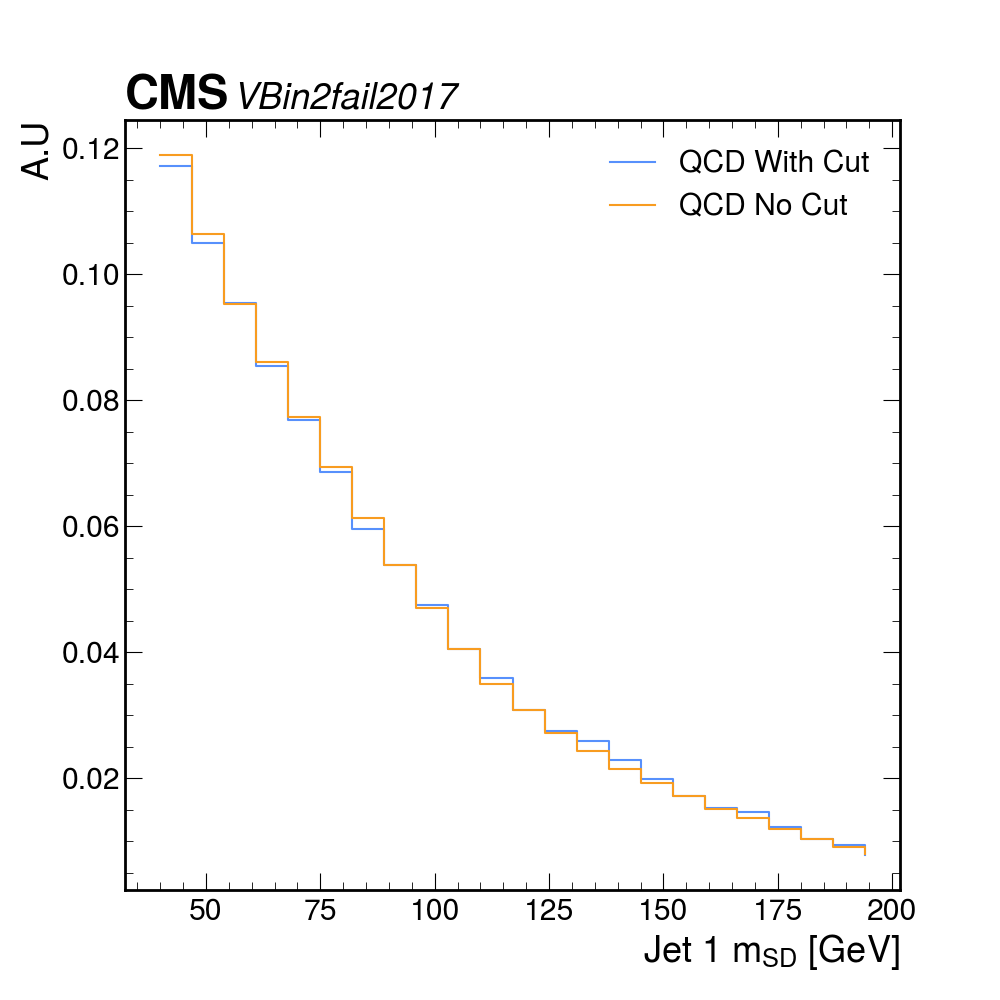 CMS VBin2fail2017
A.U
QCD With Cut
QCD No Cut
0.12
0.10
0.08
0.06
0.04
0.02
50 75 100 125 150 175 200
Jet 1 mSD [GeV]